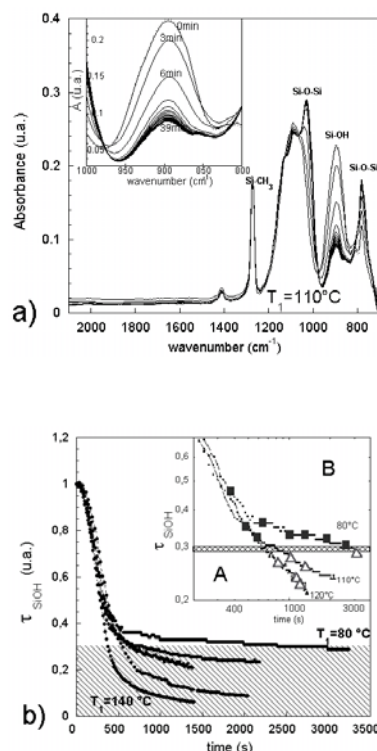 a)
0.2
0.15
A (u.a.)
0.1
0.05
0min
3min
6min
39min
1000
950
900
850
800
wavenumber (cm-1)
Absorbance (u.a.)
0.4
0.3
0.2
0.1
0
Si-CH3
Si-O-Si
Si-OH
Si-O-Si
T1=110°C
2000
1800
1600
1400
1200
1000
800
wavenumber (cm-1)
b)
τ SiOH (u.a.)
1,2
1
0,8
0,6
0,4
0,2
0
τ SiOH
0,6
0,5
0,4
0,3
0,2
B
A
80°C
110°C
120°C
400
1000
3000
time (s)
T1=80 °C
T1=140 °C
0
500
1000
1500
2000
2500
3000
3500
time (s)